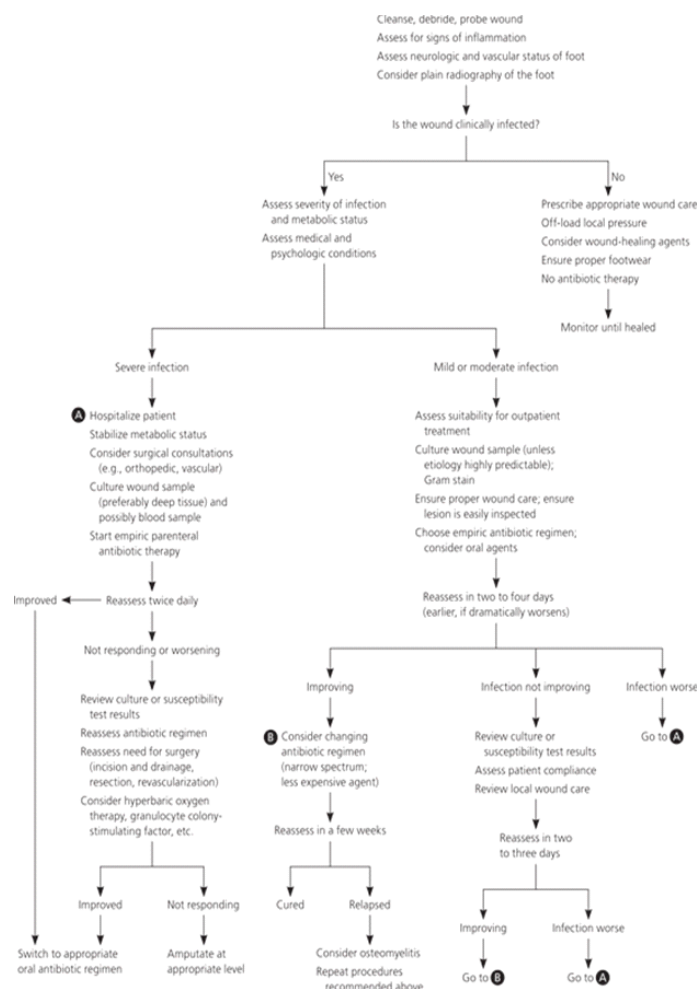 Cleanse, debride, probe wound
Assess for signs of inflammation
Assess neurologic and vascular status of foot
Consider plain radiography of the foot
Is the wound clinically infected?
Yes
No
Assess severity of infection
and metabolic status
Assess medical and
psychologic conditions
Prescribe appropriate wound care
Off-load local pressure
Consider wound-healing agents
Ensure proper footwear
No antibiotic therapy
Monitor until healed
Severe infection
Mild or moderate infection
A Hospitalize patient
Stabilize metabolic status
Consider surgical consultations
(e.g., orthopedic, vascular)
Culture wound sample
(preferably deep tissue) and
possibly blood sample
Start empiric parenteral
antibiotic therapy
Assess suitability for outpatient
treatment
Culture wound sample (unless
etiology highly predictable);
Gram stain
Ensure proper wound care; ensure
lesion is easily inspected
Choose empiric antibiotic regimen;
consider oral agents
Improved
Reassess twice daily
Reassess in two to four days
(earlier, if dramatically worsens)
Not responding or worsening
Review culture or susceptibility
test results
Reassess antibiotic regimen
Reassess need for surgery
(incision and drainage,
resection, revascularization)
Consider hyperbaric oxygen
therapy, granulocyte colony-
stimulating factor, etc.
Improving
Infection not improving
Infection worse
B Consider changing
antibiotic regimen
(narrow spectrum;
less expensive agent)
Review culture or
susceptibility test results
Assess patient compliance
Review local wound care
Go to A
Reassess in a few weeks
Reassess in two
to three days
Improved
Not responding
Cured
Relapsed
Improving
Infection worse
Switch to appropriate
oral antibiotic regimen
Amputate at
appropriate level
Consider osteomyelitis
Repeat procedures
recommended above
Go to B
Go to A